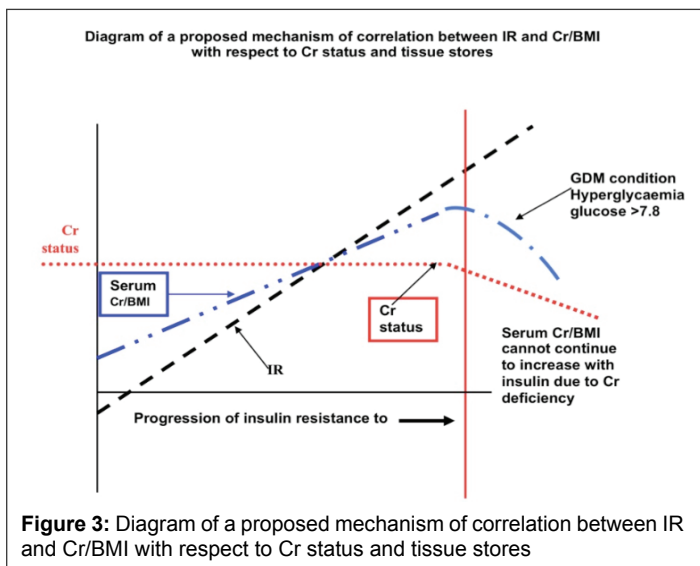 Diagram of a proposed mechanism of correlation between IR and Cr/BMI
with respect to Cr status and tissue stores
GDM condition
Hyperglycaemia
glucose >7.8
Cr
status
Serum
Cr/BMI
Cr
status
IR
Serum Cr/BMI
cannot continue
to increase with
insulin due to Cr
deficiency
Progression of insulin resistance to
Figure 3: Diagram of a proposed mechanism of correlation between IR
and Cr/BMI with respect to Cr status and tissue stores